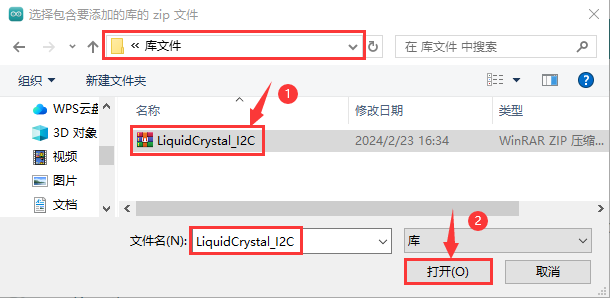 选择包含要添加的库的 zip 文件
« 库文件
在 库文件 中搜索
组织
新建文件夹
WPS云盘
名称
修改日期
类型
1
3D 对象
LiquidCrystal_I2C
2024/2/23 16:34
WinRAR ZIP 压缩...
视频
图片
文档
2
文件名(N):
LiquidCrystal_I2C
库
打开(O)
取消